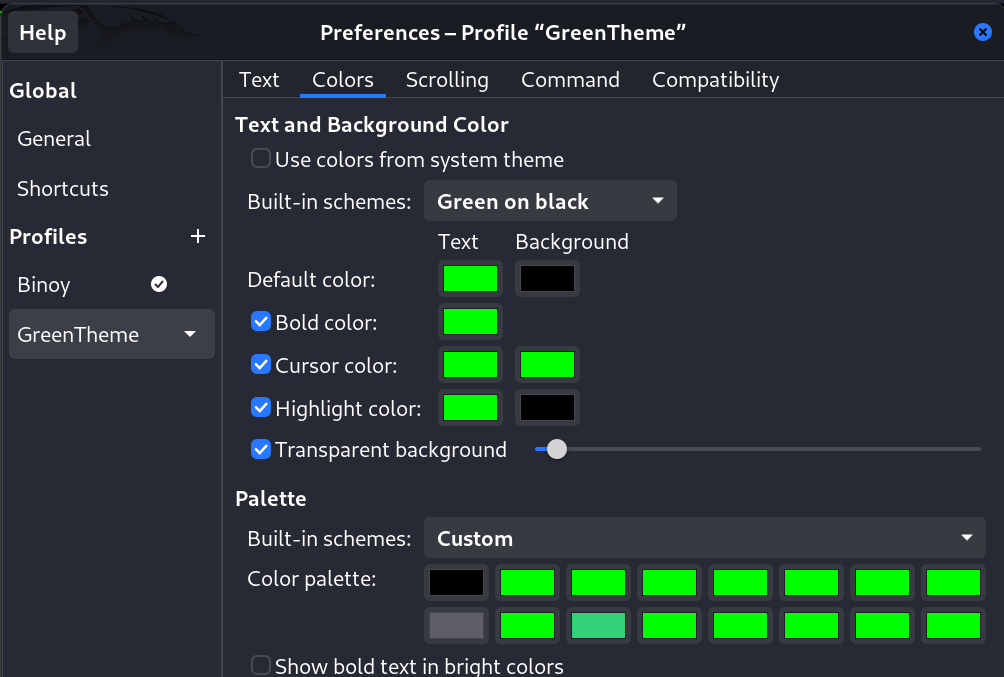 Help
Preferences – Profile “GreenTheme”
Global
General
Shortcuts
Profiles +
Binoy
GreenTheme
Text Colors Scrolling Command Compatibility
Text and Background Color
Use colors from system theme
Built-in schemes: Green on black
Text Background
Default color:
Bold color:
Cursor color:
Highlight color:
Transparent background
Palette
Built-in schemes: Custom
Color palette:
Show bold text in bright colors